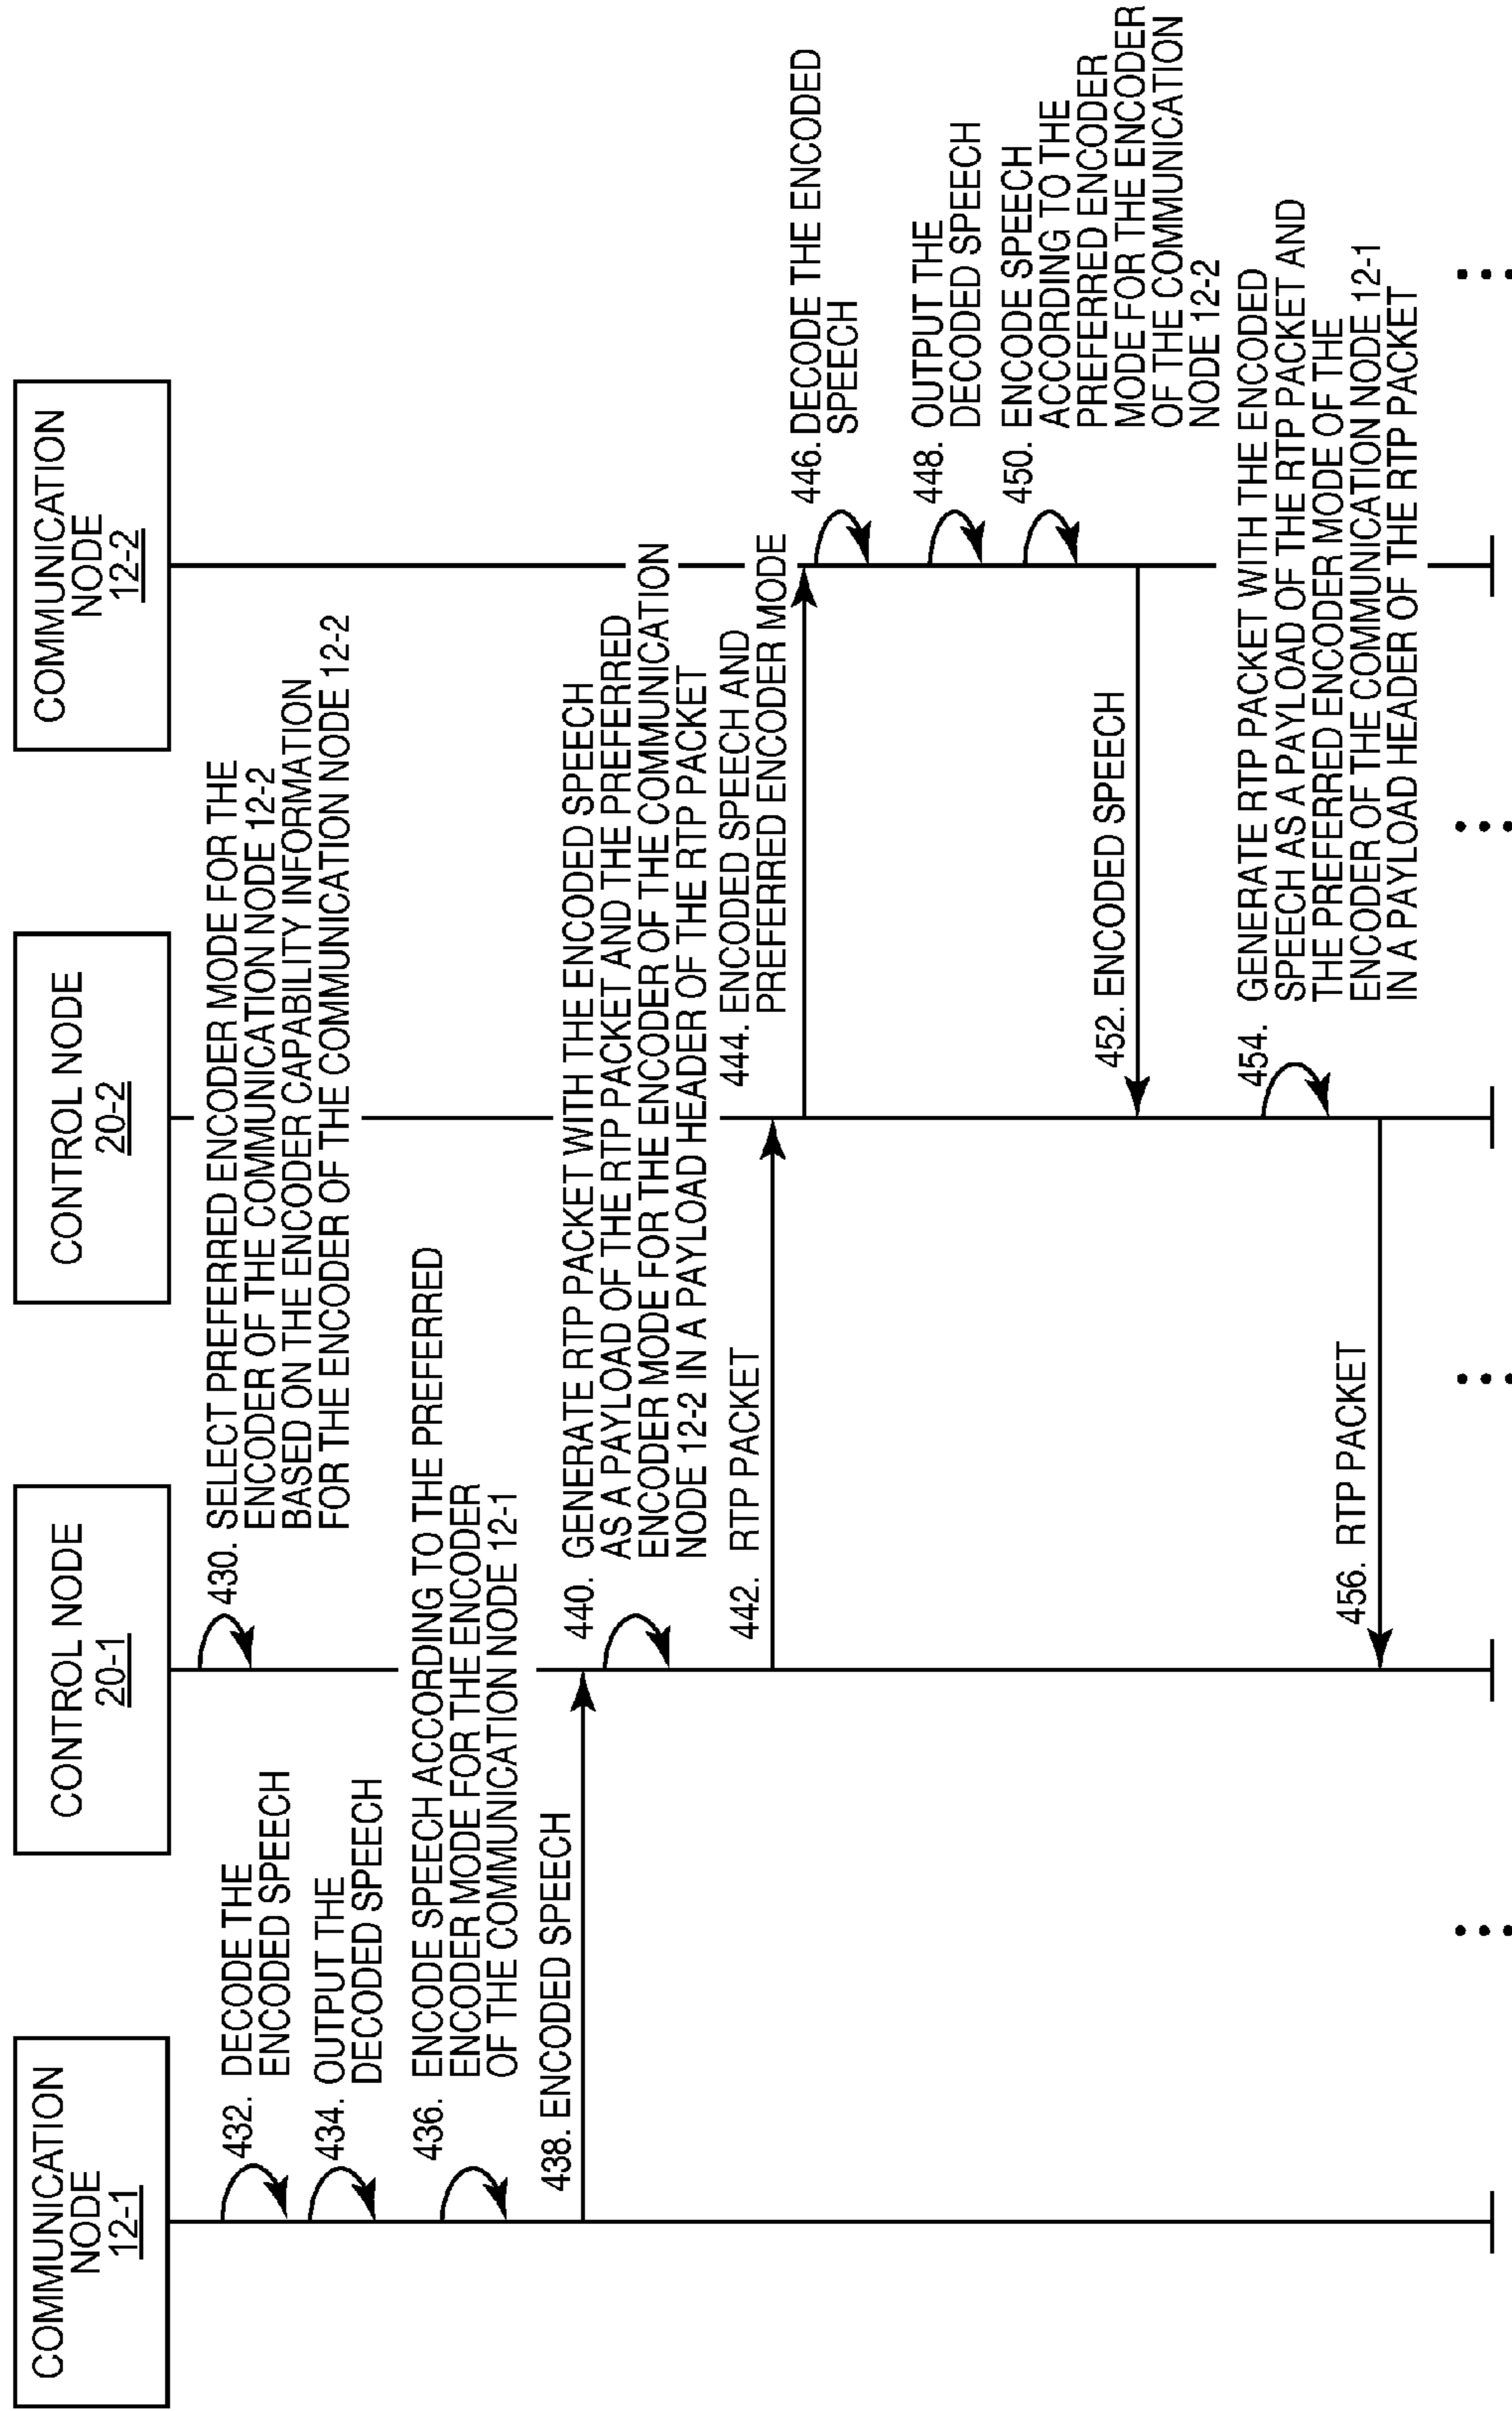 COMMUNICATION
NODE
12-1
CONTROL NODE
20-1
CONTROL NODE
20-2
COMMUNICATION
NODE
12-2
430. SELECT PREFERRED ENCODER MODE FOR THE
ENCODER OF THE COMMUNICATION NODE 12-2
BASED ON THE ENCODER CAPABILITY INFORMATION
FOR THE ENCODER OF THE COMMUNICATION NODE 12-2
432. DECODE THE
ENCODED SPEECH
434. OUTPUT THE
DECODED SPEECH
436. ENCODE SPEECH ACCORDING TO THE PREFERRED
ENCODER MODE FOR THE ENCODER
OF THE COMMUNICATION NODE 12-1
438. ENCODED SPEECH
440. GENERATE RTP PACKET WITH THE ENCODED SPEECH
AS A PAYLOAD OF THE RTP PACKET AND THE PREFERRED
ENCODER MODE FOR THE ENCODER OF THE COMMUNICATION
NODE 12-2 IN A PAYLOAD HEADER OF THE RTP PACKET
442. RTP PACKET
444. ENCODED SPEECH AND
PREFERRED ENCODER MODE
446. DECODE THE ENCODED
SPEECH
448. OUTPUT THE
DECODED SPEECH
450. ENCODE SPEECH
ACCORDING TO THE
PREFERRED ENCODER
MODE FOR THE ENCODER
OF THE COMMUNICATION
NODE 12-2
452. ENCODED SPEECH
454. GENERATE RTP PACKET WITH THE ENCODED
SPEECH AS A PAYLOAD OF THE RTP PACKET AND
THE PREFERRED ENCODER MODE OF THE
ENCODER OF THE COMMUNICATION NODE 12-1
IN A PAYLOAD HEADER OF THE RTP PACKET
456. RTP PACKET